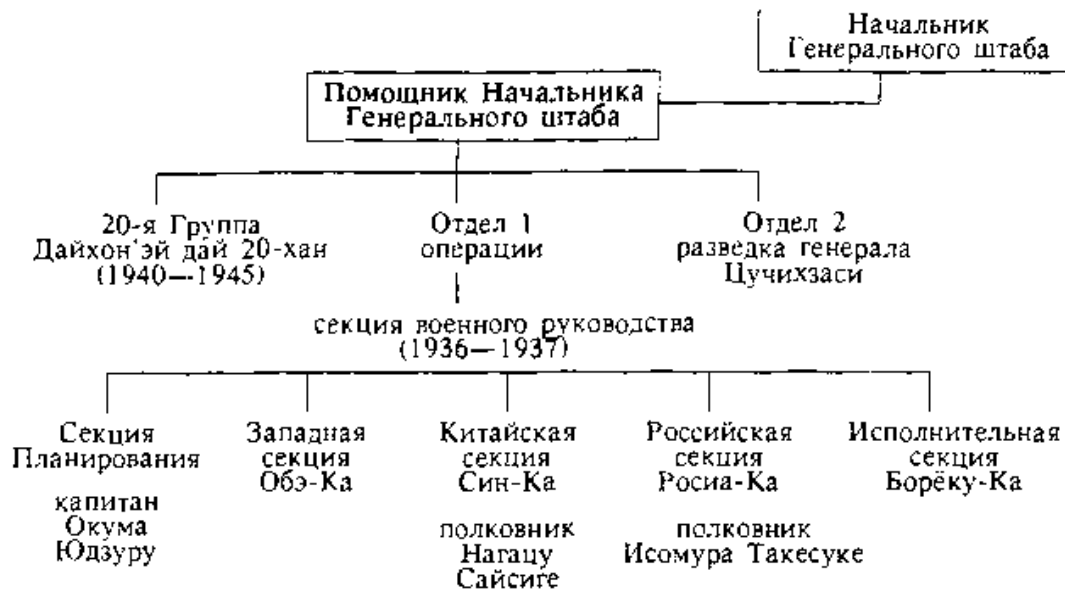 Начальник
Генерального штаба
Помощник Начальника
Генерального штаба
20-я Группа
Дайхон'эй дай 20-хан
(1940—1945)
Отдел 1
операции
Отдел 2
разведка генерала
Цучихзаси
секция военного руководства
(1936—1937)
Секция
Планирования
капитан
Окума
Юдзуру
Западная
секция
Обэ-Ка
Китайская
секция
Син-Ка
полковник
Нагацу
Сайсиге
Российская
секция
Росиа-Ка
полковник
Исомура Такесуке
Исполнительная
секция
Борёку-Ка